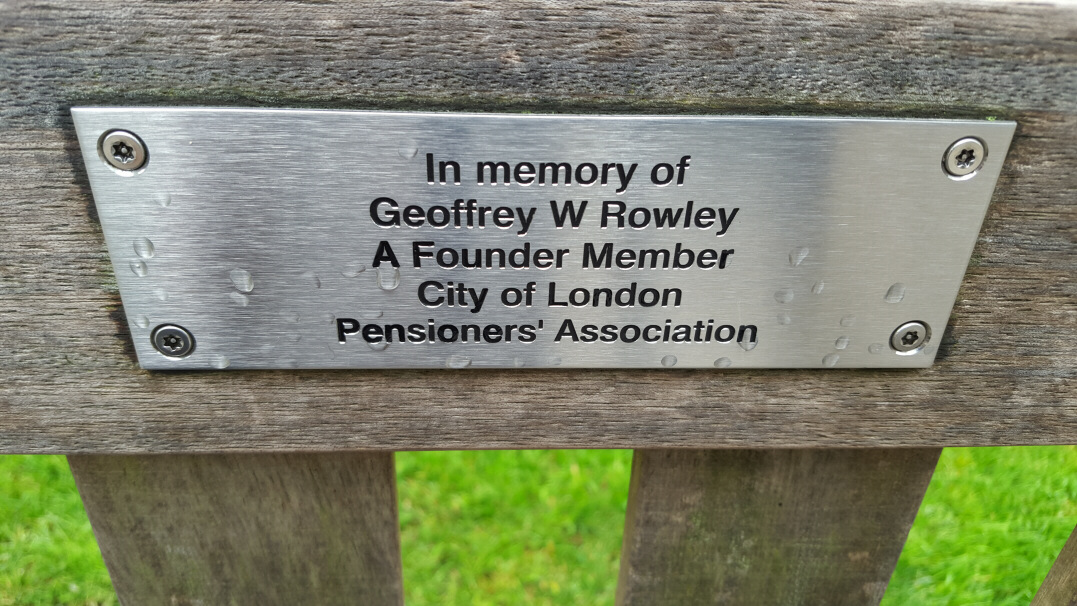 In memory of
Geoffrey W Rowley
A Founder Member
City of London
Pensioners' Association